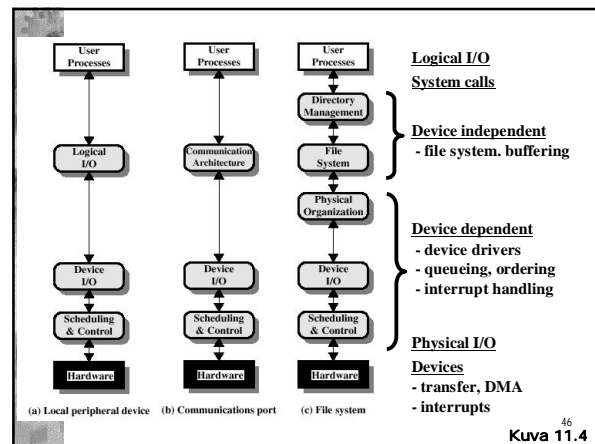 User
Processes
Logical
I/O
Device
I/O
Scheduling
& Control
Hardware
(a) Local peripheral device
User
Processes
Communication
Architecture
Device
I/O
Scheduling
& Control
Hardware
(b) Communications port
User
Processes
Directory
Management
File
System
Physical
Organization
Device
I/O
Scheduling
& Control
Hardware
(c) File system
Logical I/O
System calls
Device independent
- file system. buffering
Device dependent
- device drivers
- queueing, ordering
- interrupt handling
Physical I/O
Devices
- transfer, DMA
- interrupts
46
Kuva 11.4